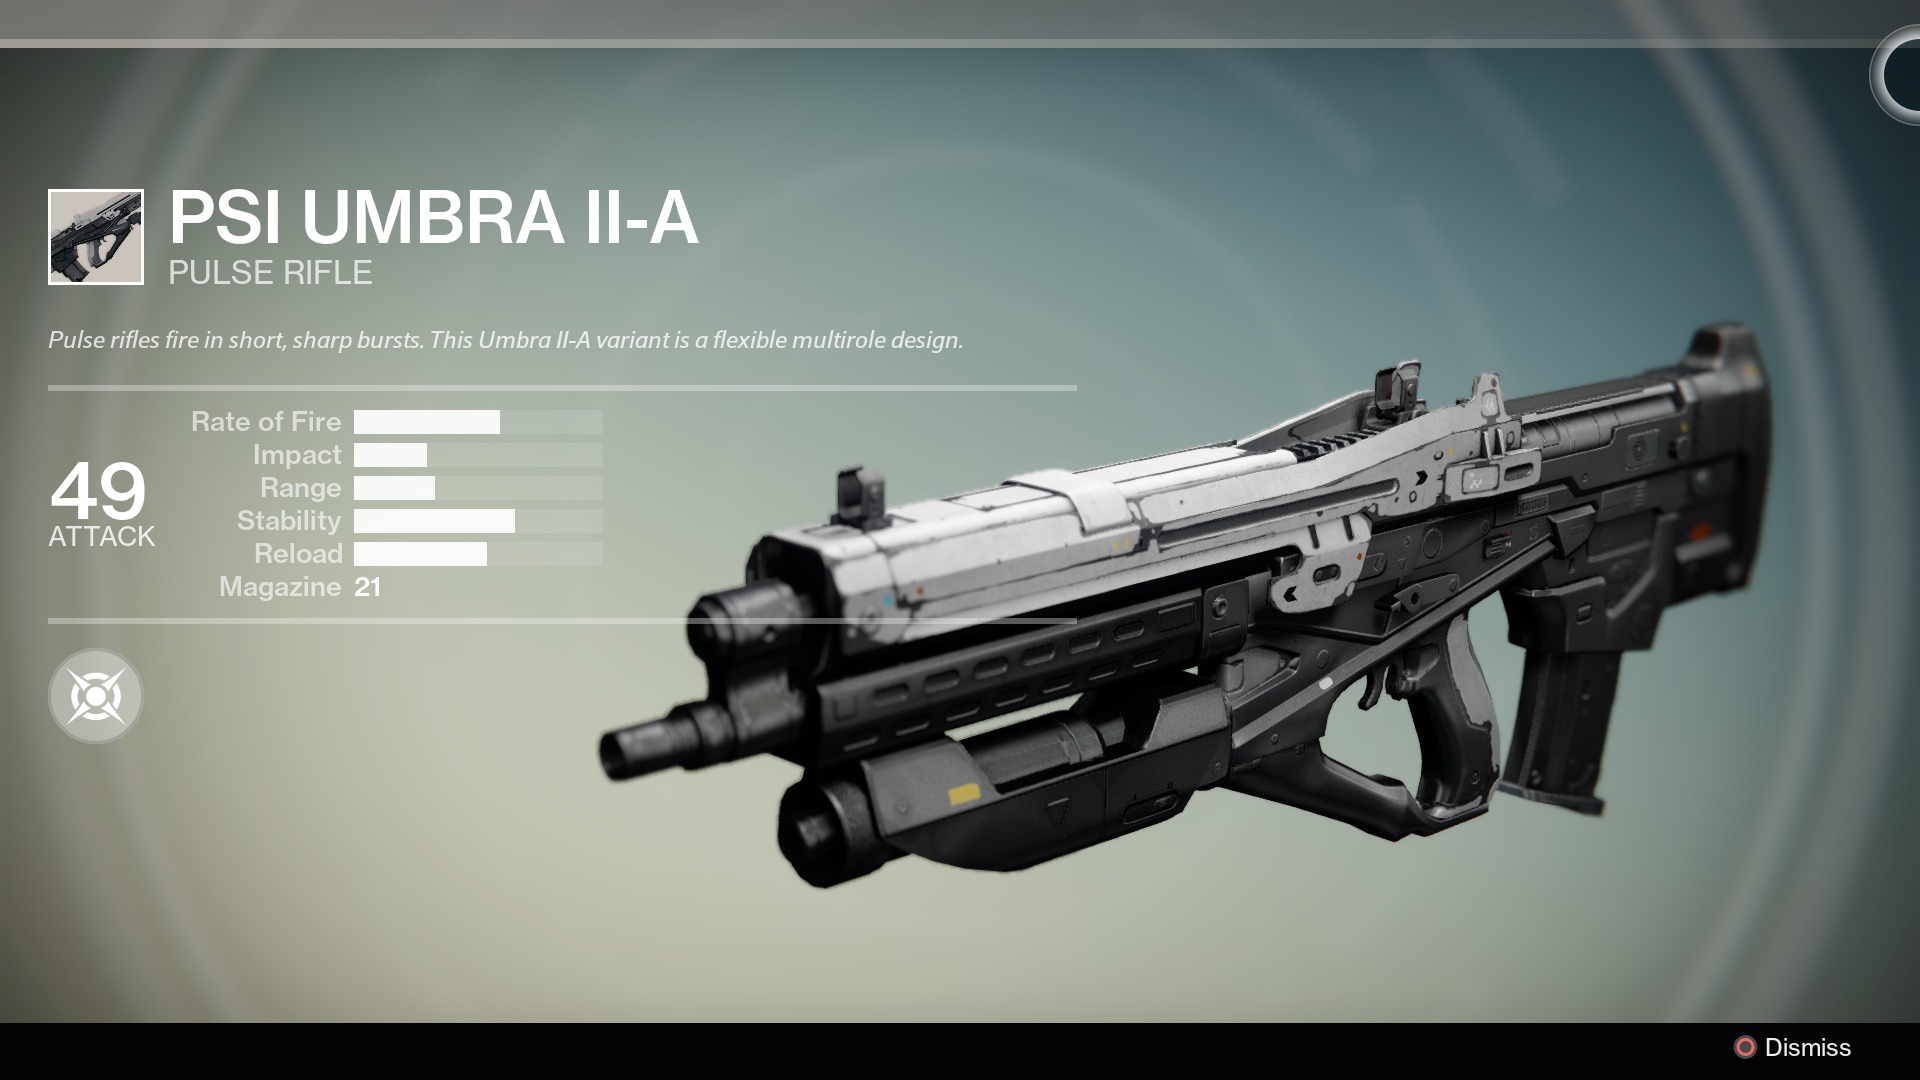 PSI UMBRA II-A
PULSE RIFLE
Pulse rifles fire in short, sharp bursts. This Umbra II-A variant is a flexible multirole design.
49
ATTACK
Rate of Fire
Impact
Range
Stability
Reload
Magazine 21
Dismiss